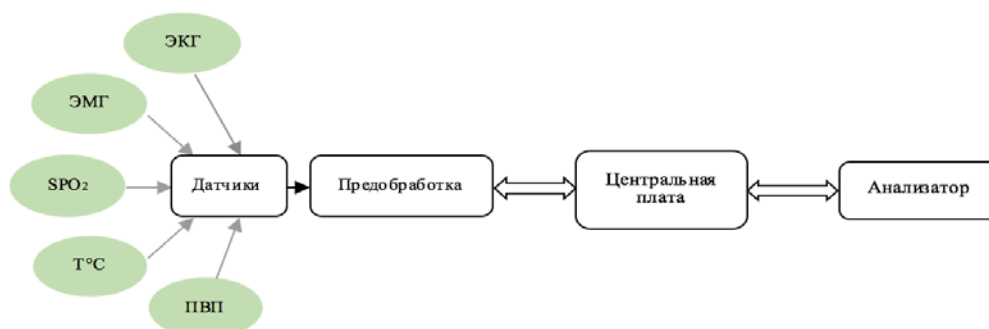 ЭКГ
ЭМГ
SPO₂
T°C
ПВП
Датчики
Предобработка
Центральная
плата
Анализатор